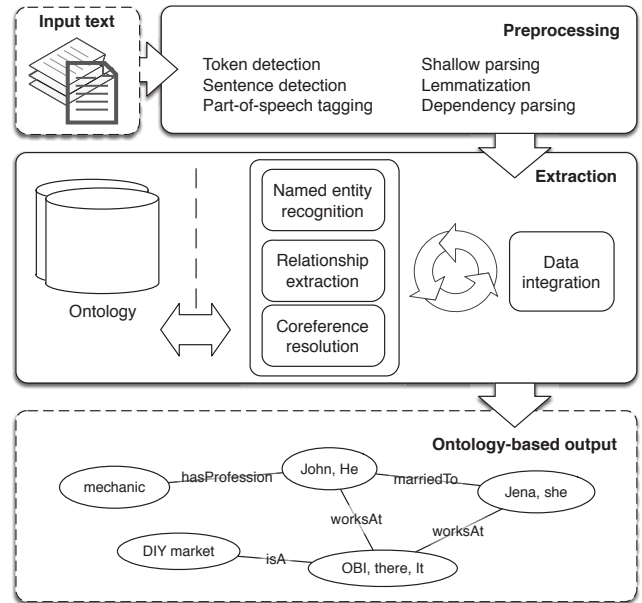 Input text
Preprocessing
Token detection
Sentence detection
Part-of-speech tagging
Shallow parsing
Lemmatization
Dependency parsing
Extraction
Ontology
Named entity
recognition
Relationship
extraction
Coreference
resolution
Data
integration
Ontology-based output
mechanic
hasProfession
John, He
marriedTo
Jena, she
worksAt
worksAt
DIY market
isA
OBI, there, It